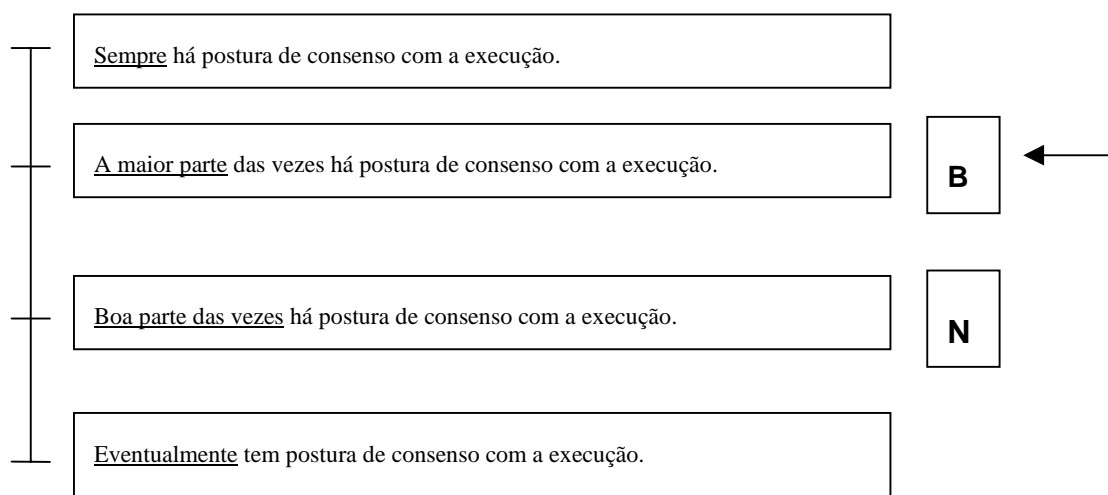 Sempre há postura de consenso com a execução.
A maior parte das vezes há postura de consenso com a execução.
B
Boa parte das vezes há postura de consenso com a execução.
N
Eventualmente tem postura de consenso com a execução.